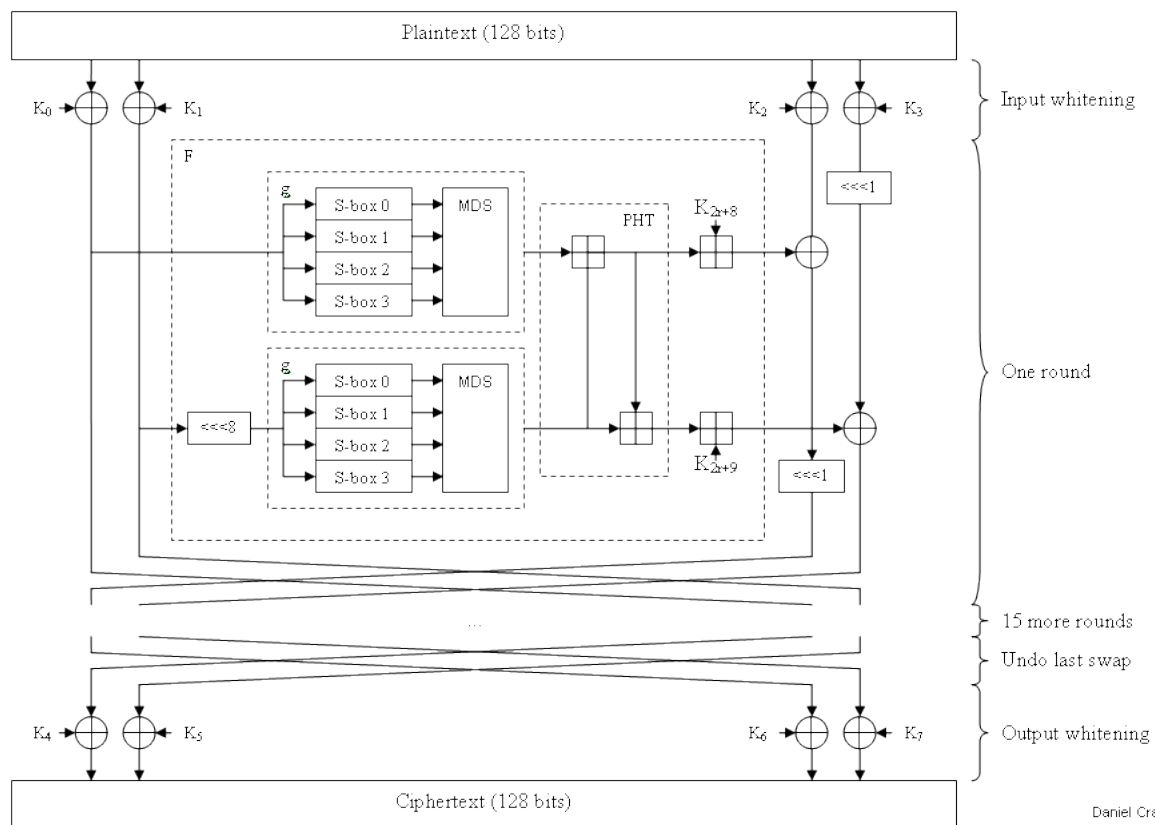 Plaintext (128 bits)
K0
K1
K2
K3
Input whitening
F
<<<1
g
S-box 0
S-box 1
S-box 2
S-box 3
MDS
PHT
K2r+8
One round
g
S-box 0
S-box 1
S-box 2
S-box 3
MDS
<<<8
K2r+9
<<<1
...
15 more rounds
Undo last swap
K4
K5
K6
K7
Output whitening
Ciphertext (128 bits)
Daniel Cra